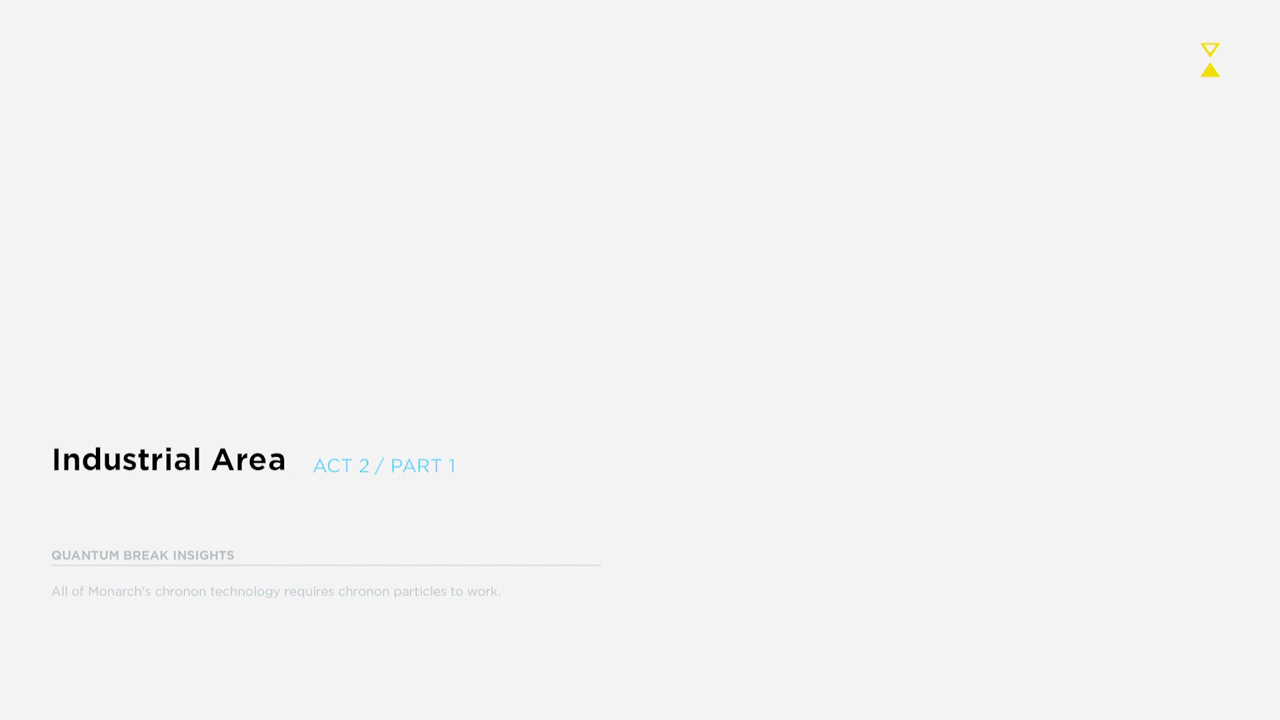 Industrial Area ACT 2 / PART 1
QUANTUM BREAK INSIGHTS
All of Monarch's chronon technology requires chronon particles to work.